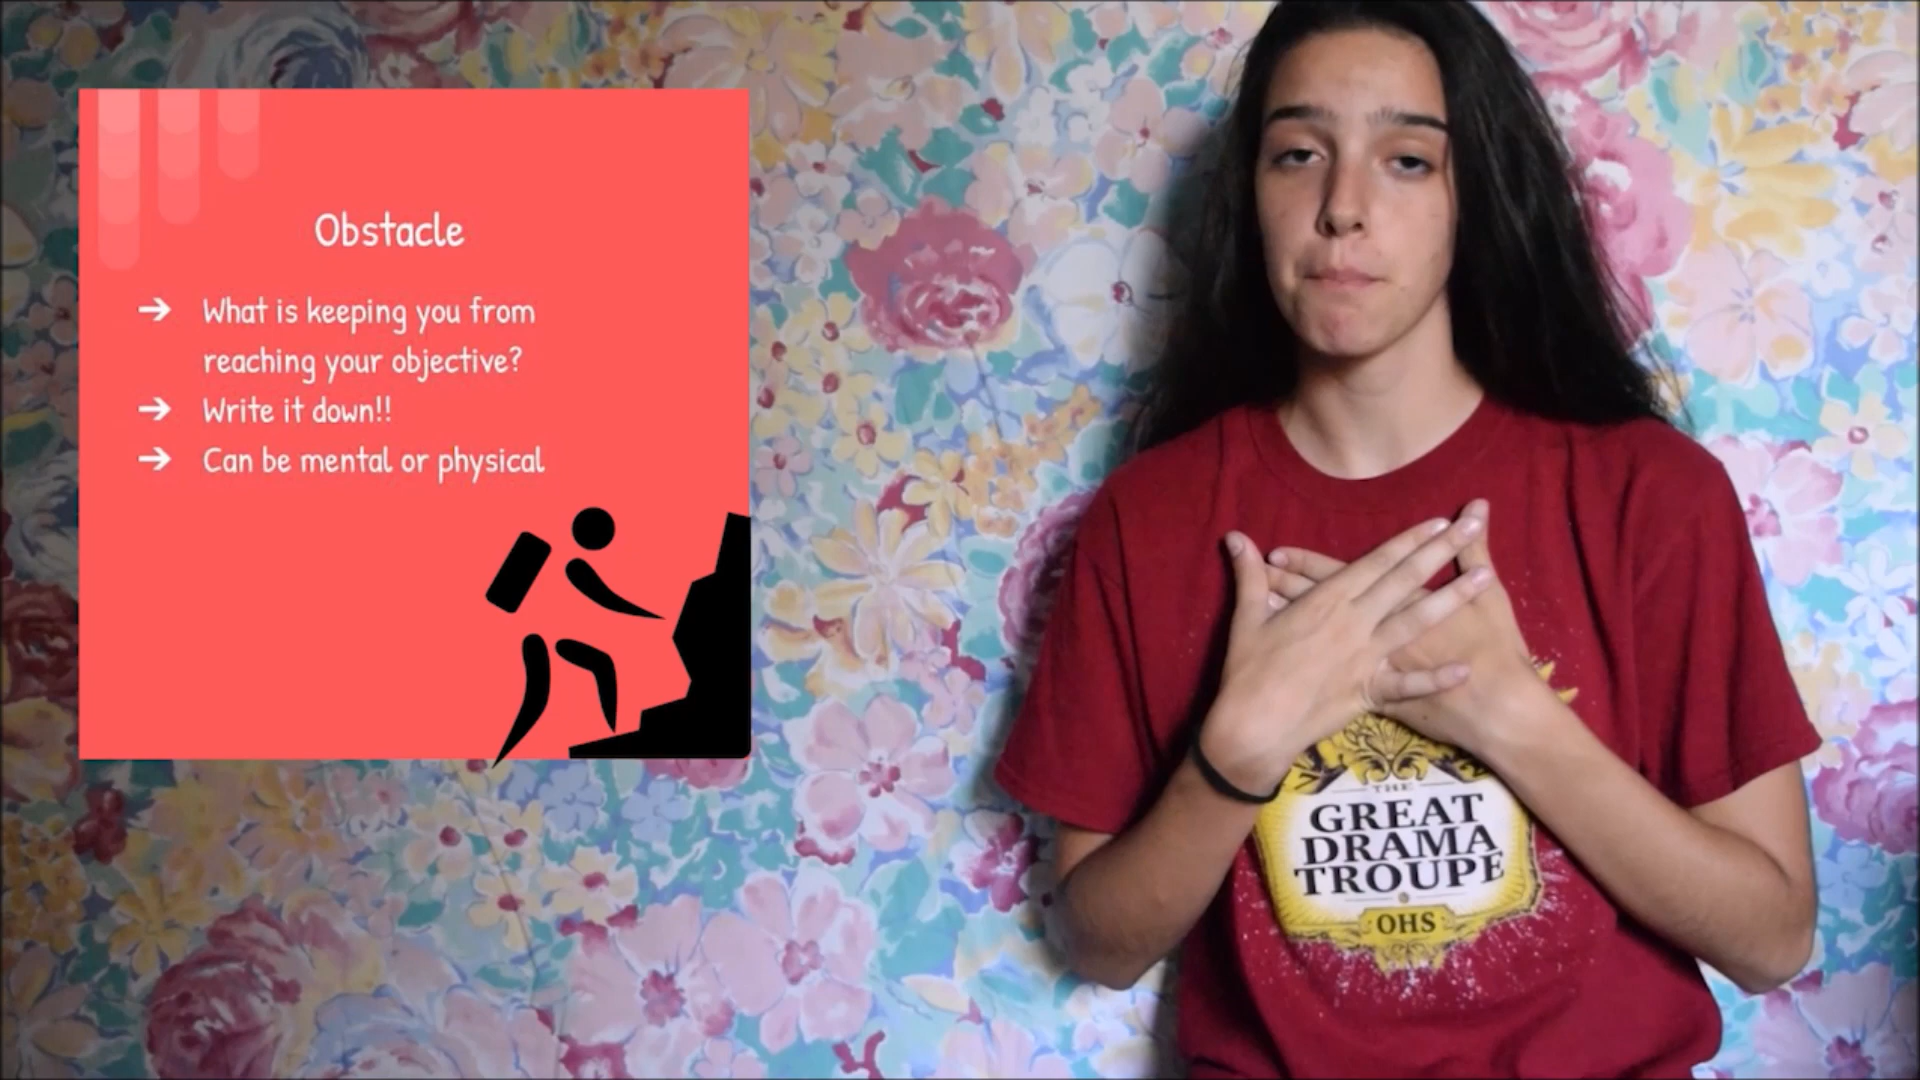 Obstacle
➔ What is keeping you from
reaching your objective?
➔ Write it down!!
➔ Can be mental or physical
THE
GREAT
DRAMA
TROUPE
OHS